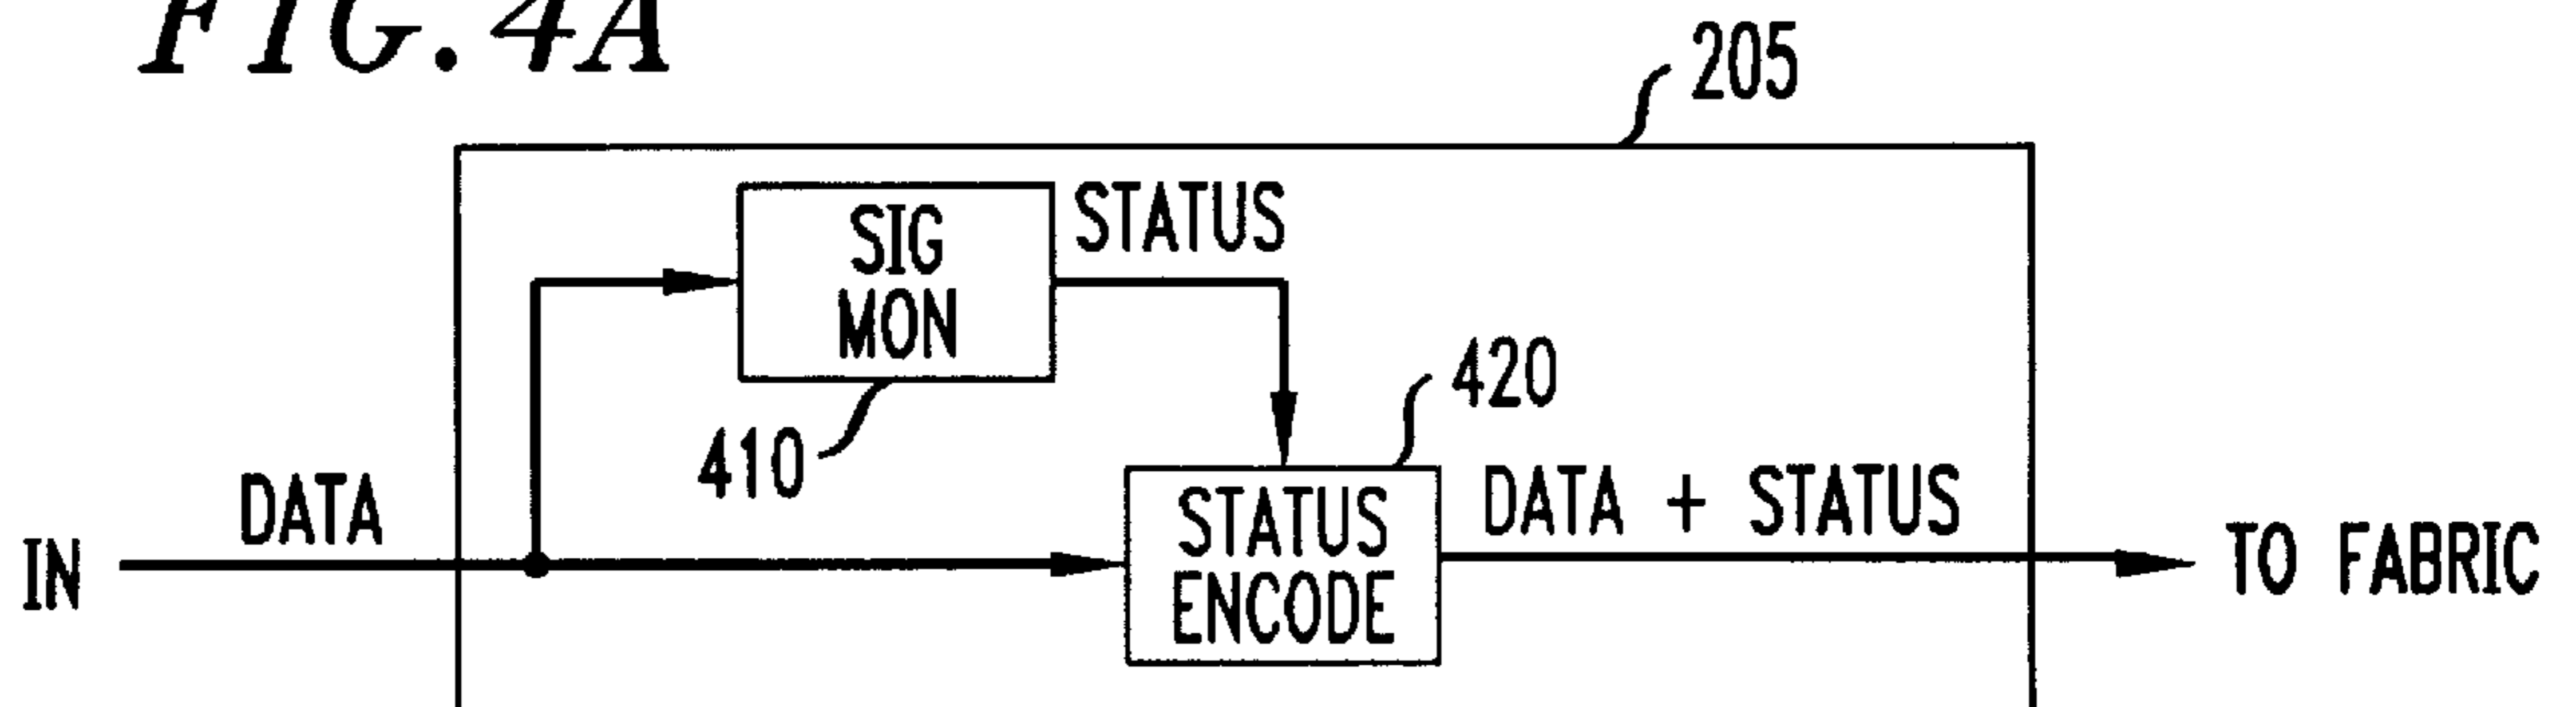 FIG. 4A
205
SIG
MON
STATUS
410
420
IN
DATA
STATUS
ENCODE
DATA + STATUS
TO FABRIC